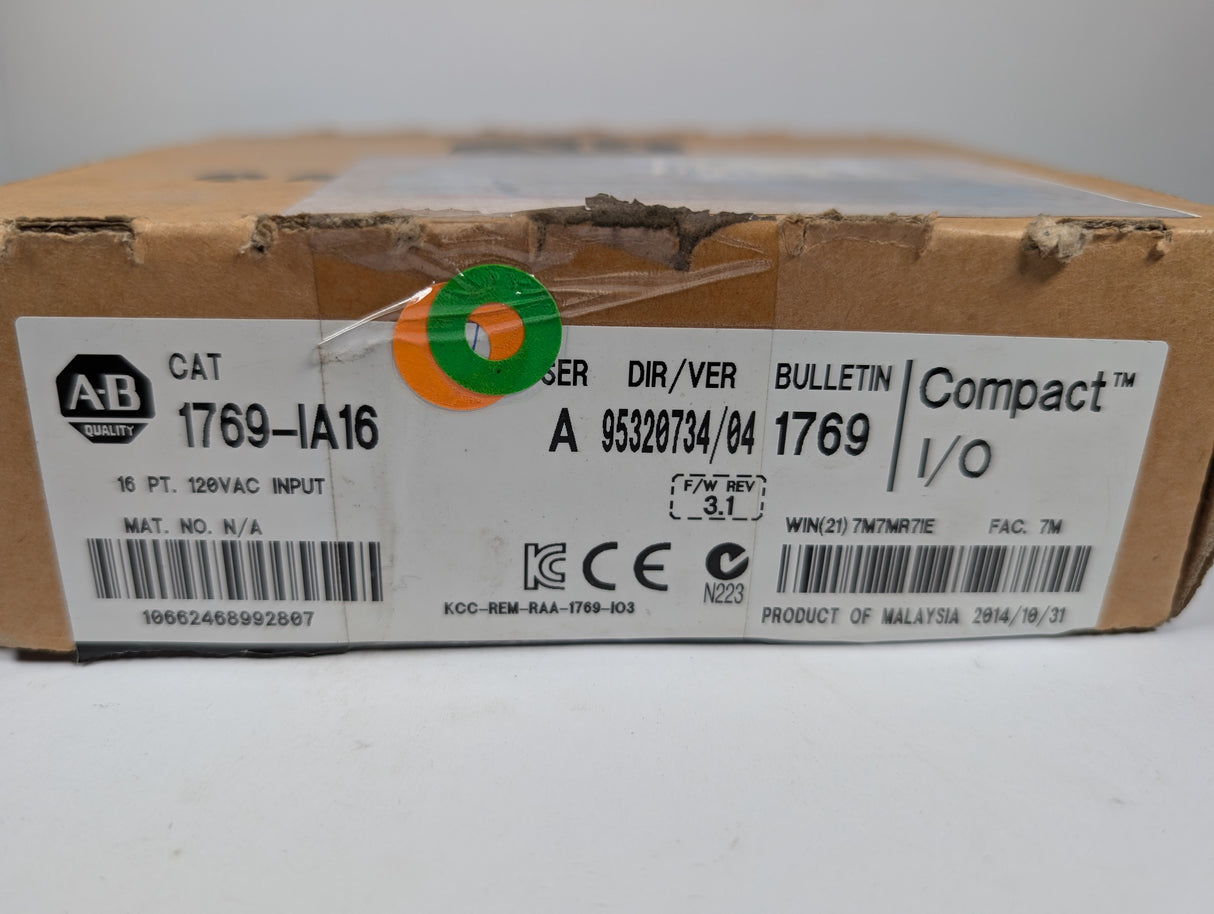 A-B
QUALITY
CAT
1769-IA16
16 PT. 120VAC INPUT
MAT. NO. N/A
10662468992807
SER
A
DIR/VER
95320734/04
F/W REV
3.1
KC CE N223
KCC-REM-RAA-1769-IO3
BULLETIN
1769
Compact™
I/O
WIN(21) 7M7MR71E FAC. 7M
PRODUCT OF MALAYSIA 2014/10/31